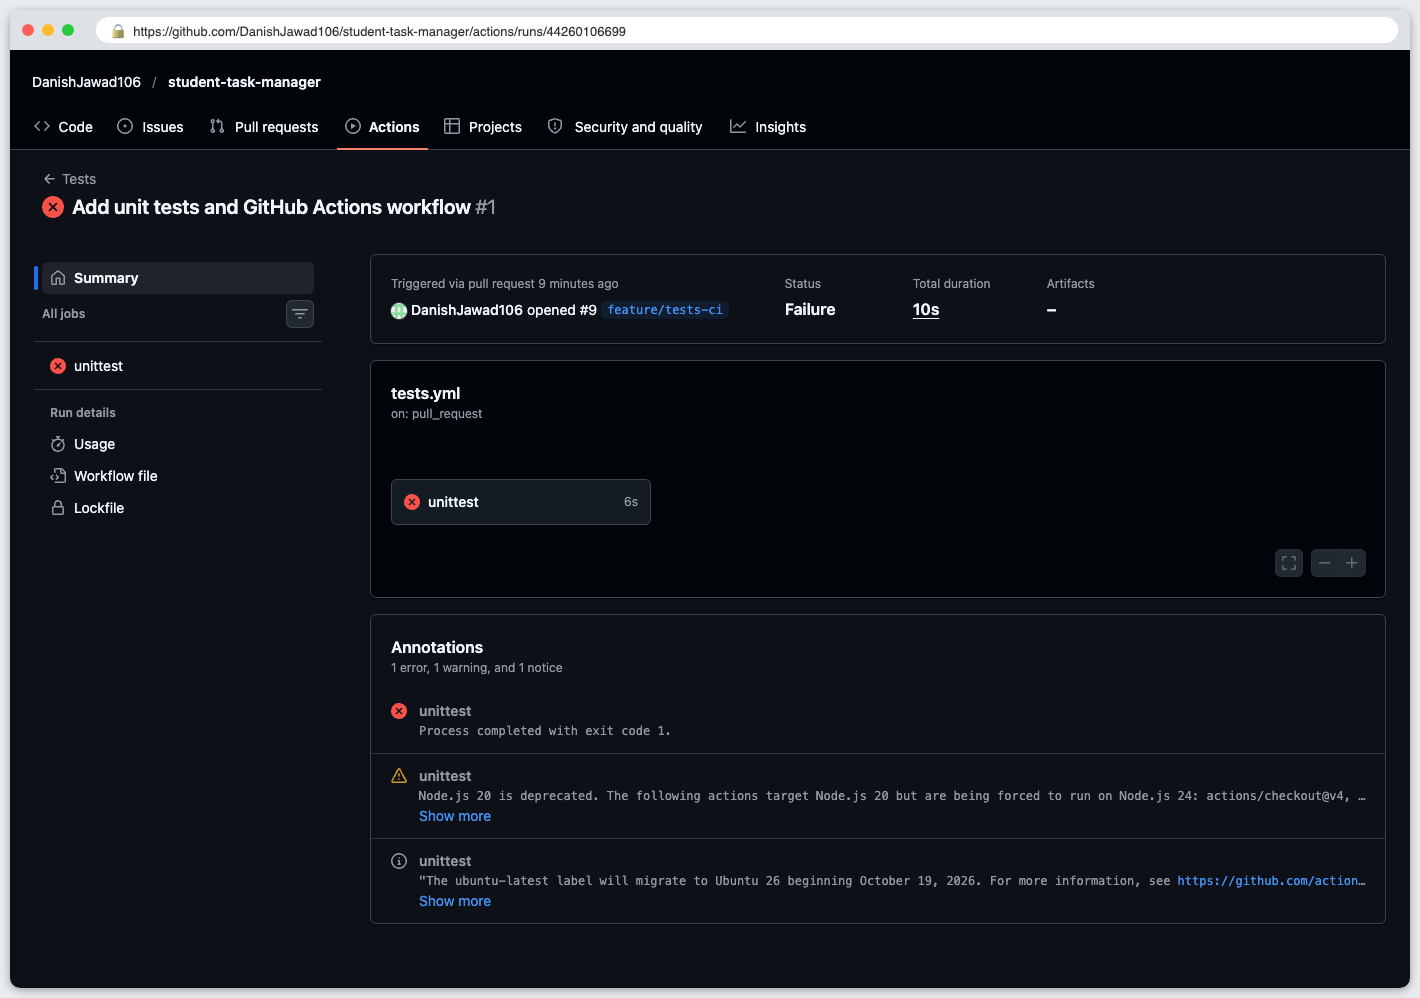 https://github.com/DanishJawad106/student-task-manager/actions/runs/44260106699
DanishJawad106 / student-task-manager
Code Issues Pull requests Actions Projects Security and quality Insights
← Tests
Add unit tests and GitHub Actions workflow #1
Summary
All jobs
unittest
Run details
Usage
Workflow file
Lockfile
Triggered via pull request 9 minutes ago
DanishJawad106 opened #9 feature/tests-ci
Status
Failure
Total duration
10s
Artifacts
–
tests.yml
on: pull_request
unittest 6s
Annotations
1 error, 1 warning, and 1 notice
unittest
Process completed with exit code 1.
unittest
Node.js 20 is deprecated. The following actions target Node.js 20 but are being forced to run on Node.js 24: actions/checkout@v4, …
Show more
unittest
"The ubuntu-latest label will migrate to Ubuntu 26 beginning October 19, 2026. For more information, see https://github.com/action…
Show more